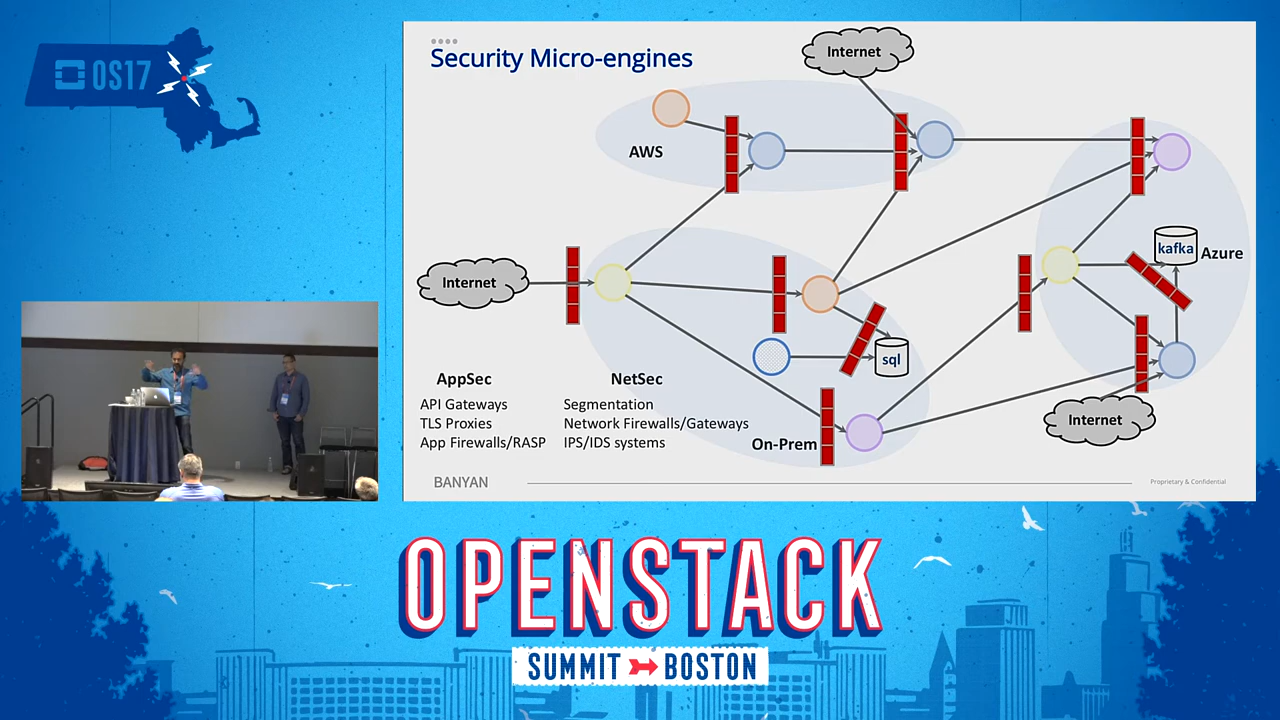 OS17
Security Micro-engines
Internet
AWS
Internet
kafka
Azure
sql
AppSec
NetSec
API Gateways
Segmentation
TLS Proxies
Network Firewalls/Gateways
App Firewalls/RASP
IPS/IDS systems
On-Prem
Internet
BANYAN
Proprietary & Confidential
OPENSTACK
SUMMIT BOSTON